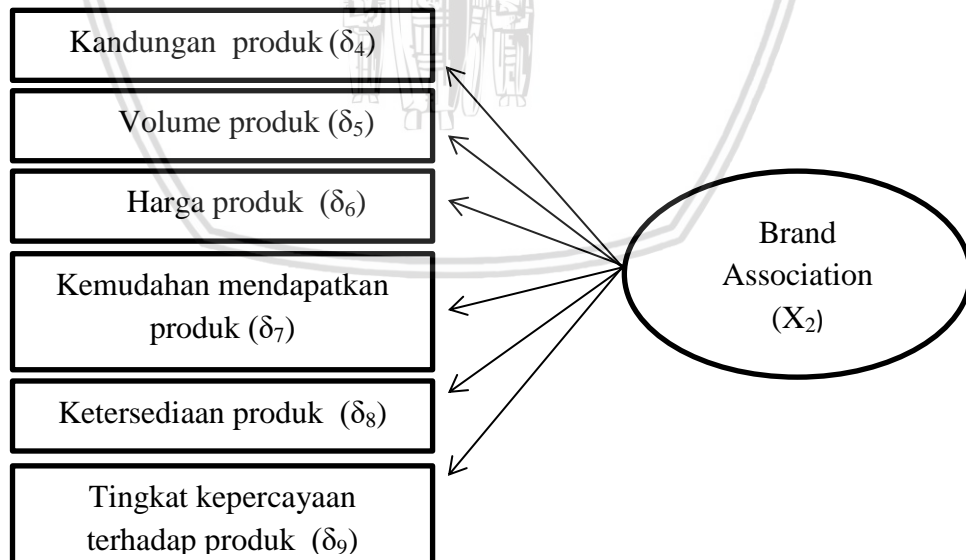 Kandungan produk (δ₄)
Volume produk (δ₅)
Harga produk (δ₆)
Kemudahan mendapatkan
produk (δ₇)
Ketersediaan produk (δ₈)
Tingkat kepercayaan
terhadap produk (δ₉)
Brand
Association
(X₂)